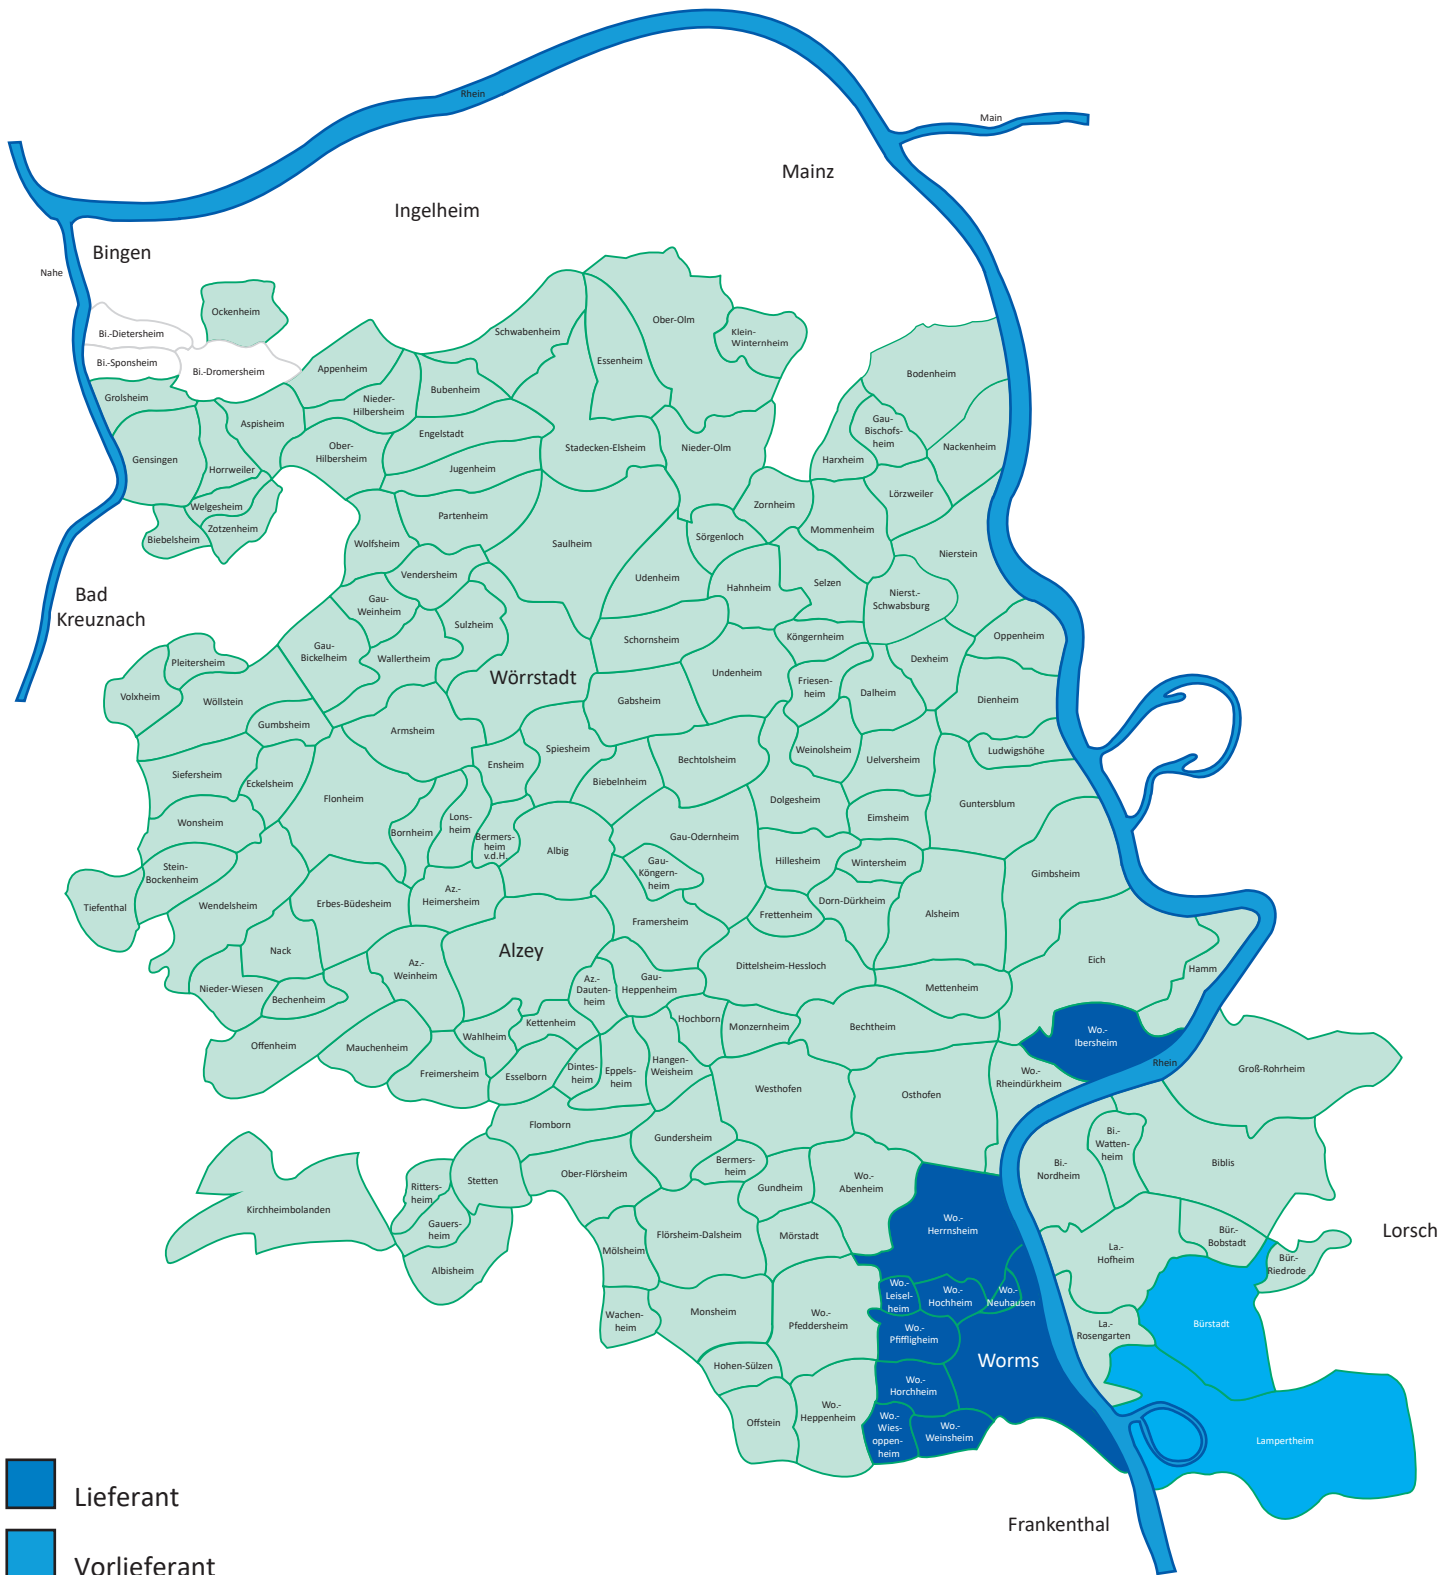 Rhein
Main
Mainz
Ingelheim
Bingen
Nahe
Ockenheim
Bi.-Dietersheim
Bi.-Sponsheim
Bi.-Dromersheim
Grolsheim
Gensingen
Aspisheim
Horrweiler
Welgesheim
Zotzenheim
Biebelsheim
Appenheim
Nieder-
Hilbersheim
Ober-
Hilbersheim
Bubenheim
Engelstadt
Jugenheim
Schwabenheim
Essenheim
Ober-Olm
Klein-
Winternheim
Stadecken-Elsheim
Nieder-Olm
Bodenheim
Gau-
Bischofs-
heim
Harxheim
Nackenheim
Lörzweiler
Zornheim
Mommenheim
Nierstein
Partenheim
Wolfsheim
Vendersheim
Saulheim
Udenheim
Sörgenloch
Hahnheim
Selzen
Nierst.-
Schwabsburg
Bad
Kreuznach
Gau-
Weinheim
Sulzheim
Gau-
Bickelheim
Wallertheim
Schornsheim
Köngernheim
Oppenheim
Dexheim
Pleitersheim
Volxheim
Wöllstein
Gumbsheim
Wörrstadt
Undenheim
Gabsheim
Friesen-
heim
Dalheim
Dienheim
Armsheim
Ensheim
Spiesheim
Biebelnheim
Bechtolsheim
Weinolsheim
Uelversheim
Ludwigshöhe
Siefersheim
Eckelsheim
Flonheim
Wonsheim
Bornheim
Lons-
heim
Bermers-
heim
v.d.H.
Albig
Gau-Odernheim
Dolgesheim
Eimsheim
Guntersblum
Stein-
Bockenheim
Tiefenthal
Wendelsheim
Erbes-Büdesheim
Az.-
Heimersheim
Gau-
Köngern-
heim
Hillesheim
Wintersheim
Gimbsheim
Dorn-Dürkheim
Frettenheim
Framersheim
Alsheim
Nack
Alzey
Az.-
Weinheim
Nieder-Wiesen
Bechenheim
Az.-
Dauten-
heim
Gau-
Heppenheim
Dittelsheim-Hessloch
Mettenheim
Eich
Hamm
Offenheim
Mauchenheim
Wahlheim
Kettenheim
Freimersheim
Esselborn
Dintes-
heim
Eppels-
heim
Hangen-
Weisheim
Hochborn
Monzernheim
Bechtheim
Wo.-
Ibersheim
Rhein
Wo.-
Rheindürkheim
Groß-Rohrheim
Westhofen
Osthofen
Flomborn
Gundersheim
Bermers-
heim
Gundheim
Wo.-
Abenheim
Bi.-
Watten-
heim
Bi.-
Nordheim
Biblis
Kirchheimbolanden
Ritters-
heim
Stetten
Gauers-
heim
Albisheim
Ober-Flörsheim
Mölsheim
Flörsheim-Dalsheim
Mörstadt
Wo.-
Herrnsheim
La.-
Hofheim
Bür.-
Bobstadt
Bür.-
Riedrode
Lorsch
Wachen-
heim
Monsheim
Wo.-
Pfeddersheim
Wo.-
Leisel-
heim
Wo.-
Hochheim
Wo.-
Neuhausen
Wo.-
Pfiffligheim
La.-
Rosengarten
Bürstadt
Hohen-Sülzen
Worms
Wo.-
Horchheim
Offstein
Wo.-
Heppenheim
Wo.-
Wies-
oppen-
heim
Wo.-
Weinsheim
Lampertheim
Frankenthal
Lieferant
Vorlieferant